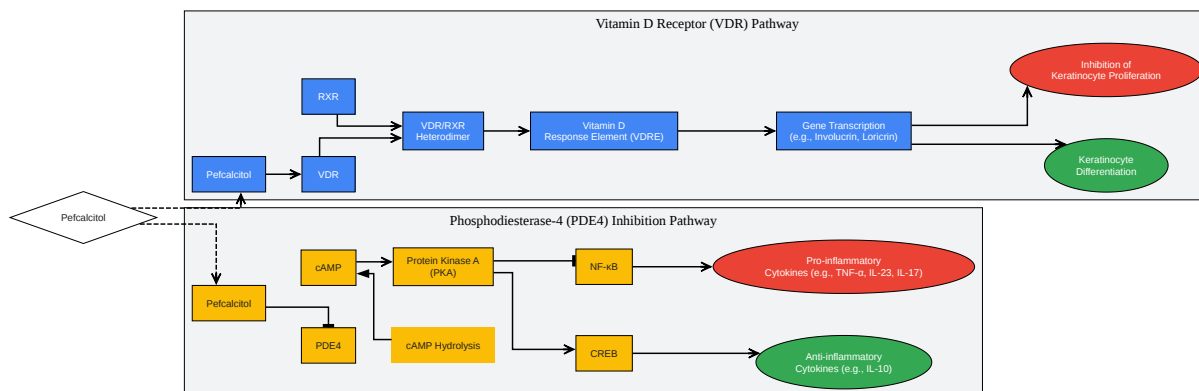 Vitamin D Receptor (VDR) Pathway
RXR
Inhibition of
Keratinocyte Proliferation
VDR/RXR
Heterodimer
Vitamin D
Response Element (VDRE)
Gene Transcription
(e.g., Involucrin, Loricrin)
Pefcalcitol
VDR
Keratinocyte
Differentiation
Pefcalcitol
Phosphodiesterase-4 (PDE4) Inhibition Pathway
cAMP
Protein Kinase A
(PKA)
NF-κB
Pro-inflammatory
Cytokines (e.g., TNF-α, IL-23, IL-17)
Pefcalcitol
PDE4
cAMP Hydrolysis
CREB
Anti-inflammatory
Cytokines (e.g., IL-10)